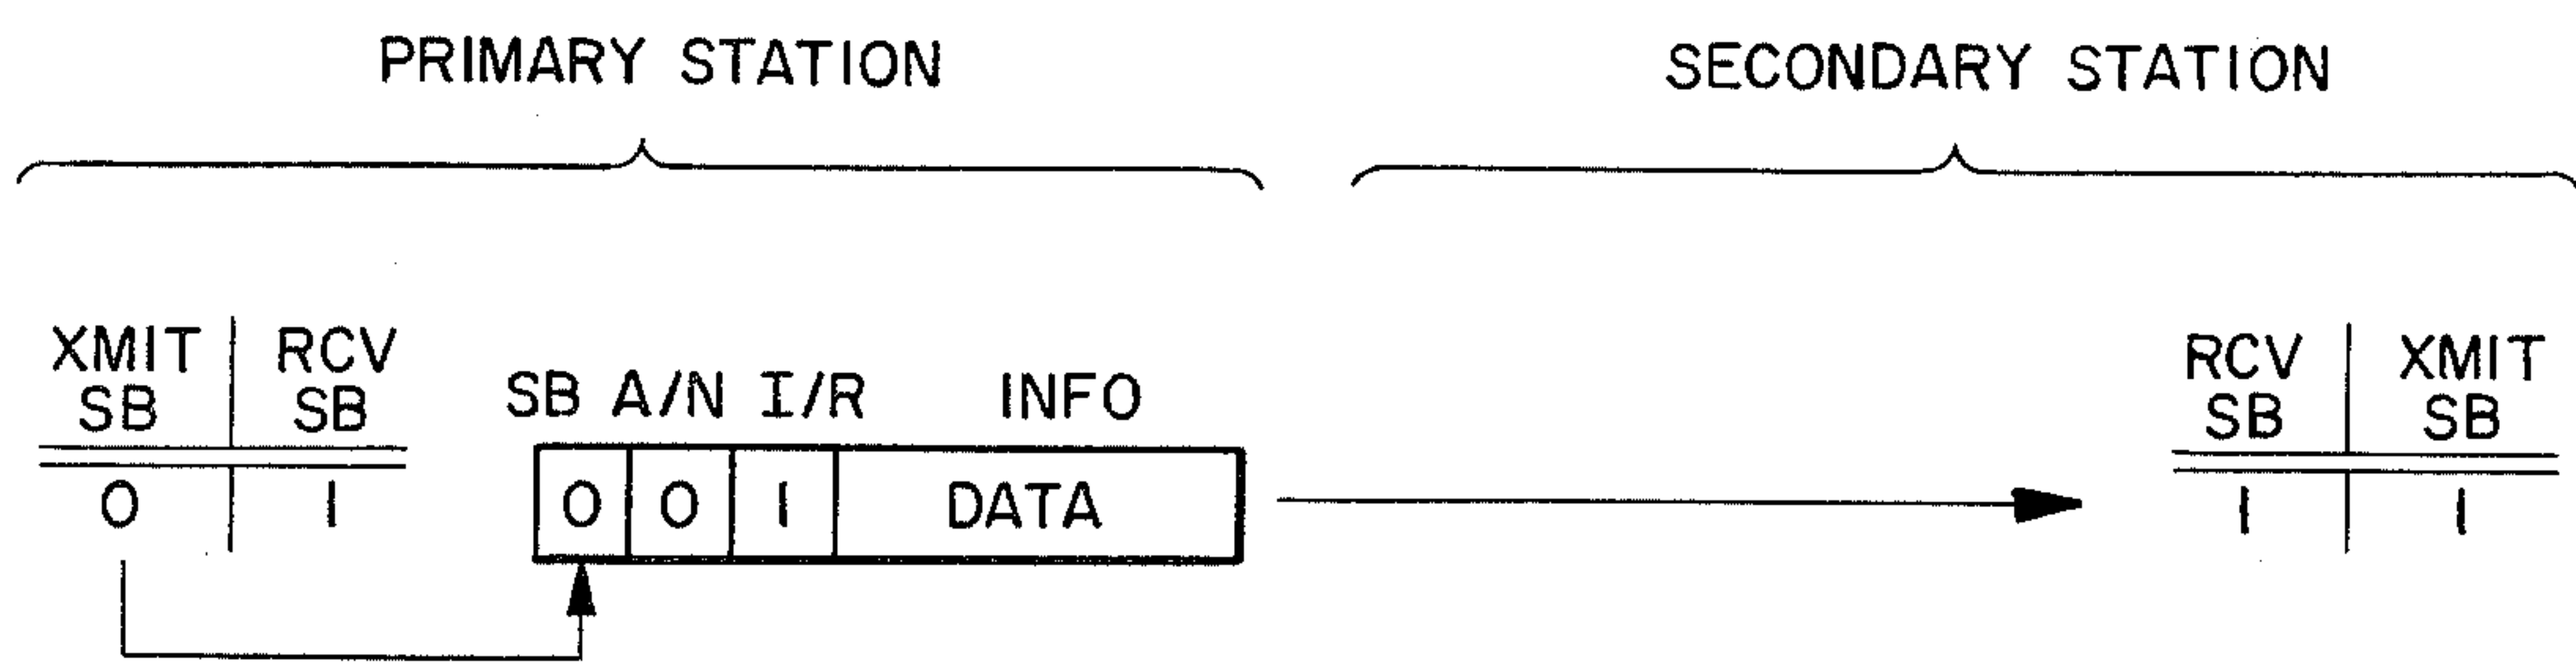 PRIMARY STATION
SECONDARY STATION
XMIT SB
RCV SB
SB A/N I/R INFO
RCV SB
XMIT SB
0 1
0 0 1 DATA
1 1